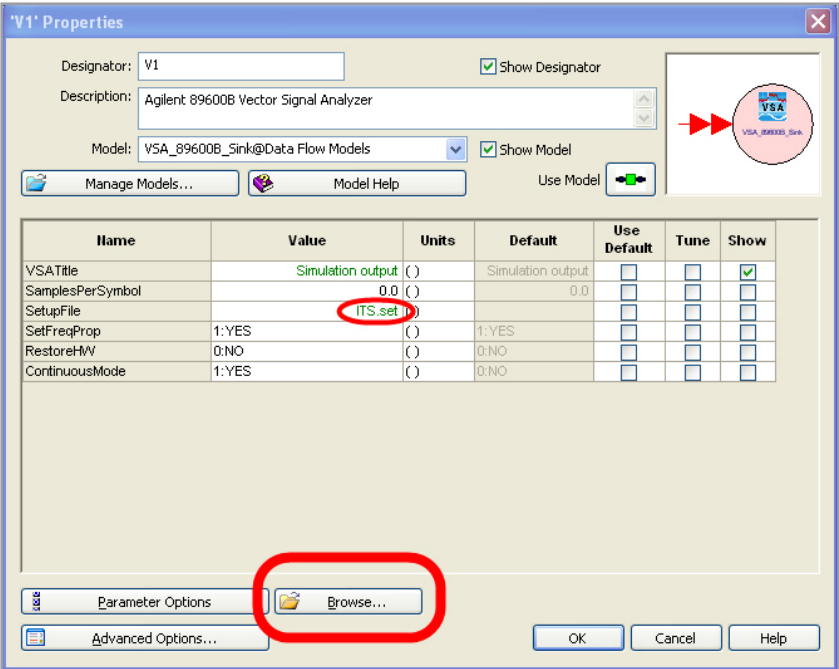 'V1' Properties
Designator: V1
Show Designator
Description: Agilent 89600B Vector Signal Analyzer
VSA
VSA_89600B_Sink
Model: VSA_89600B_Sink@Data Flow Models
Show Model
Manage Models...
Model Help
Use Model
Name Value Units Default Use Default Tune Show
VSATitle Simulation output ( ) Simulation output
SamplesPerSymbol 0.0 ( ) 0.0
SetupFile ITS.set ( )
SetFreqProp 1:YES ( ) 1:YES
RestoreHW 0:NO ( ) 0:NO
ContinuousMode 1:YES ( ) 0:NO
Parameter Options
Browse...
Advanced Options...
OK Cancel Help